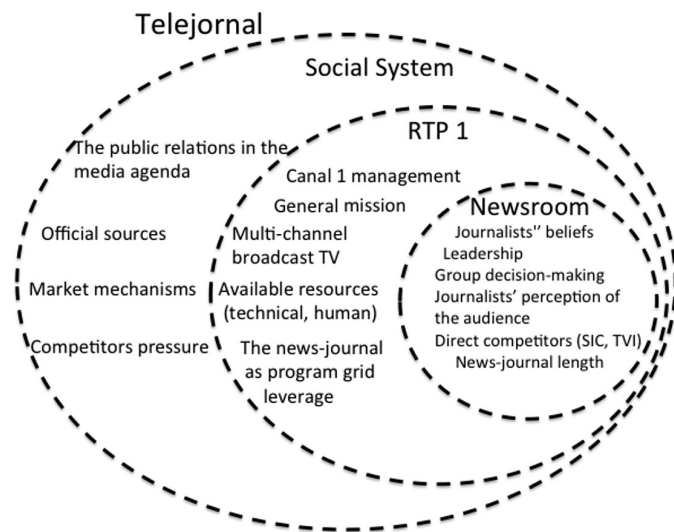 Telejornal
Social System
The public relations in the
media agenda
Official sources
Market mechanisms
Competitors pressure
RTP 1
Canal 1 management
General mission
Multi-channel
broadcast TV
Available resources
(technical, human)
The news-journal
as program grid
leverage
Newsroom
Journalists'' beliefs
Leadership
Group decision-making
Journalists’ perception of
the audience
Direct competitors (SIC, TVI)
News-journal length